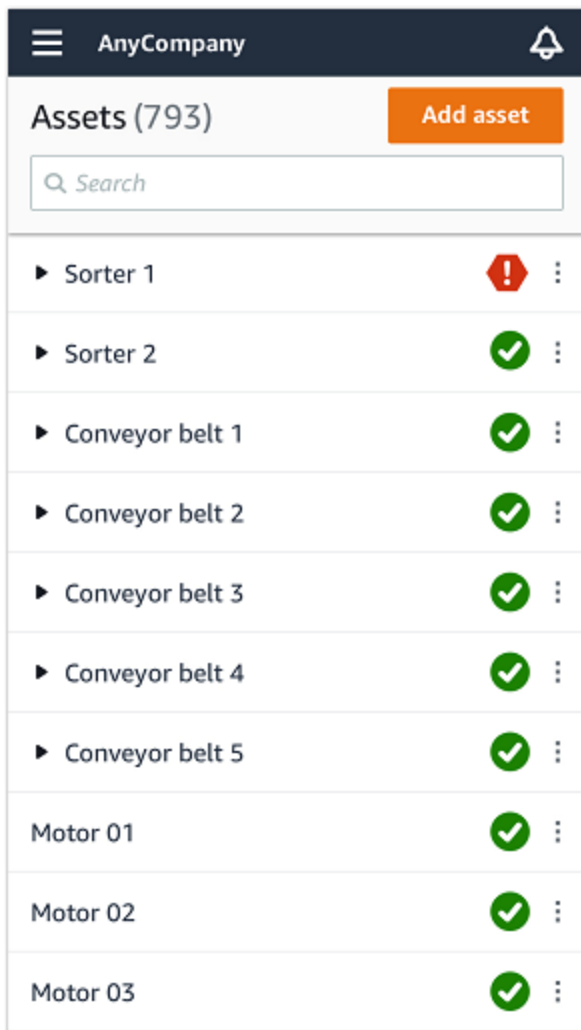 AnyCompany
Assets (793)
Add asset
Search
Sorter 1
Sorter 2
Conveyor belt 1
Conveyor belt 2
Conveyor belt 3
Conveyor belt 4
Conveyor belt 5
Motor 01
Motor 02
Motor 03